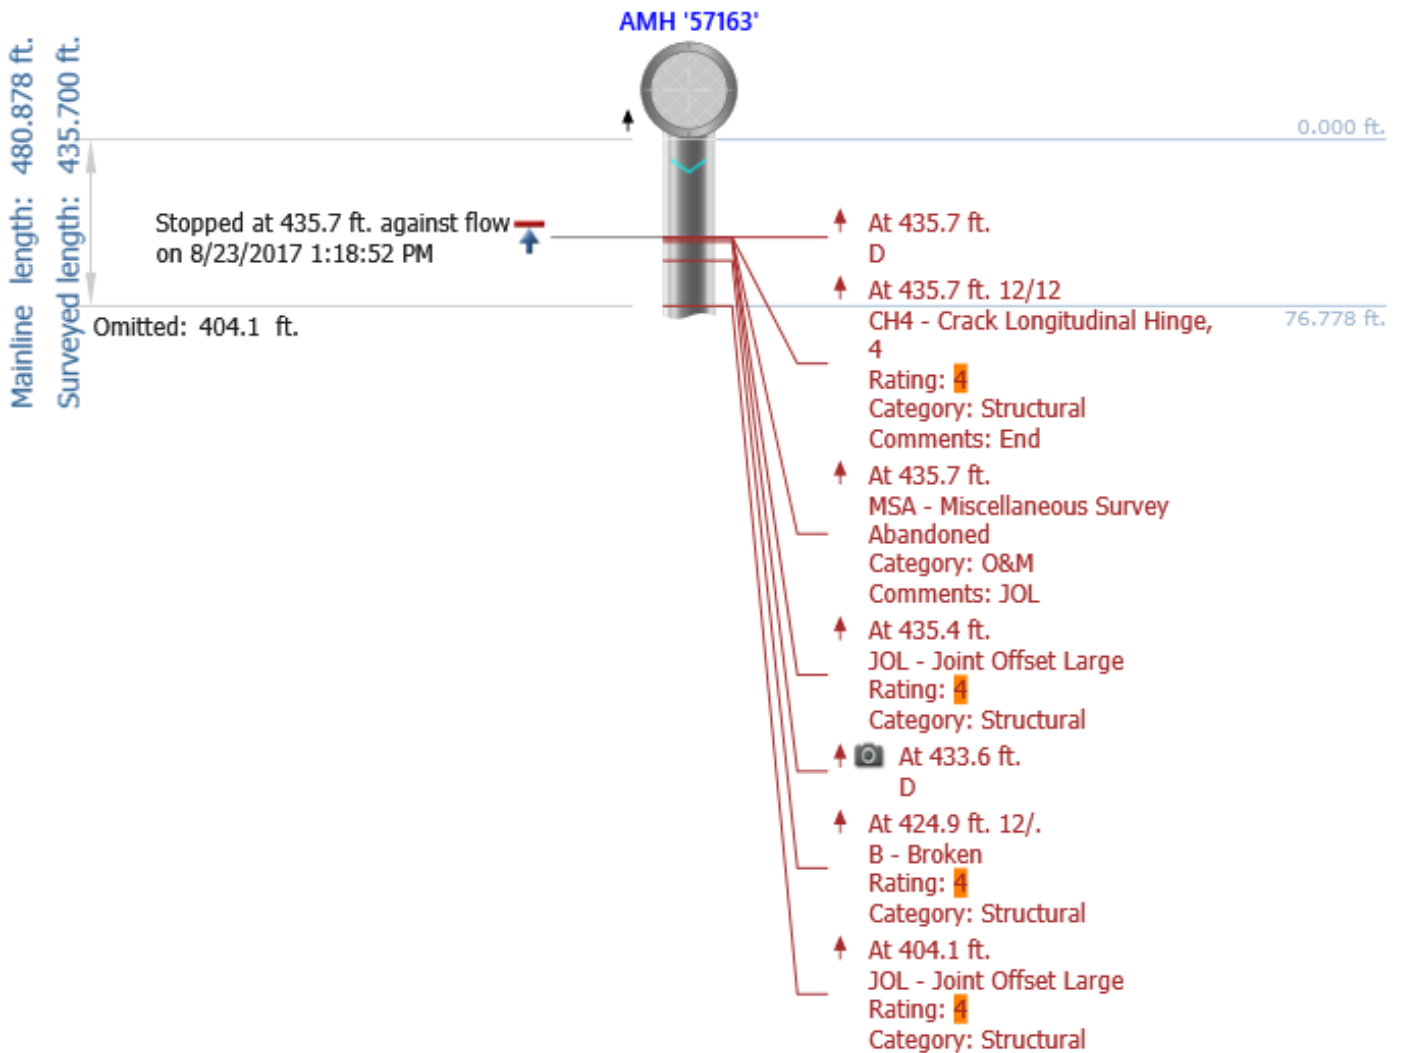 AMH '57163'
Mainline length: 480.878 ft.
Surveyed length: 435.700 ft.
0.000 ft.
Stopped at 435.7 ft. against flow
on 8/23/2017 1:18:52 PM
76.778 ft.
Omitted: 404.1 ft.
At 435.7 ft.
D
At 435.7 ft. 12/12
CH4 - Crack Longitudinal Hinge,
4
Rating: 4
Category: Structural
Comments: End
At 435.7 ft.
MSA - Miscellaneous Survey
Abandoned
Category: O&M
Comments: JOL
At 435.4 ft.
JOL - Joint Offset Large
Rating: 4
Category: Structural
At 433.6 ft.
D
At 424.9 ft. 12/.
B - Broken
Rating: 4
Category: Structural
At 404.1 ft.
JOL - Joint Offset Large
Rating: 4
Category: Structural